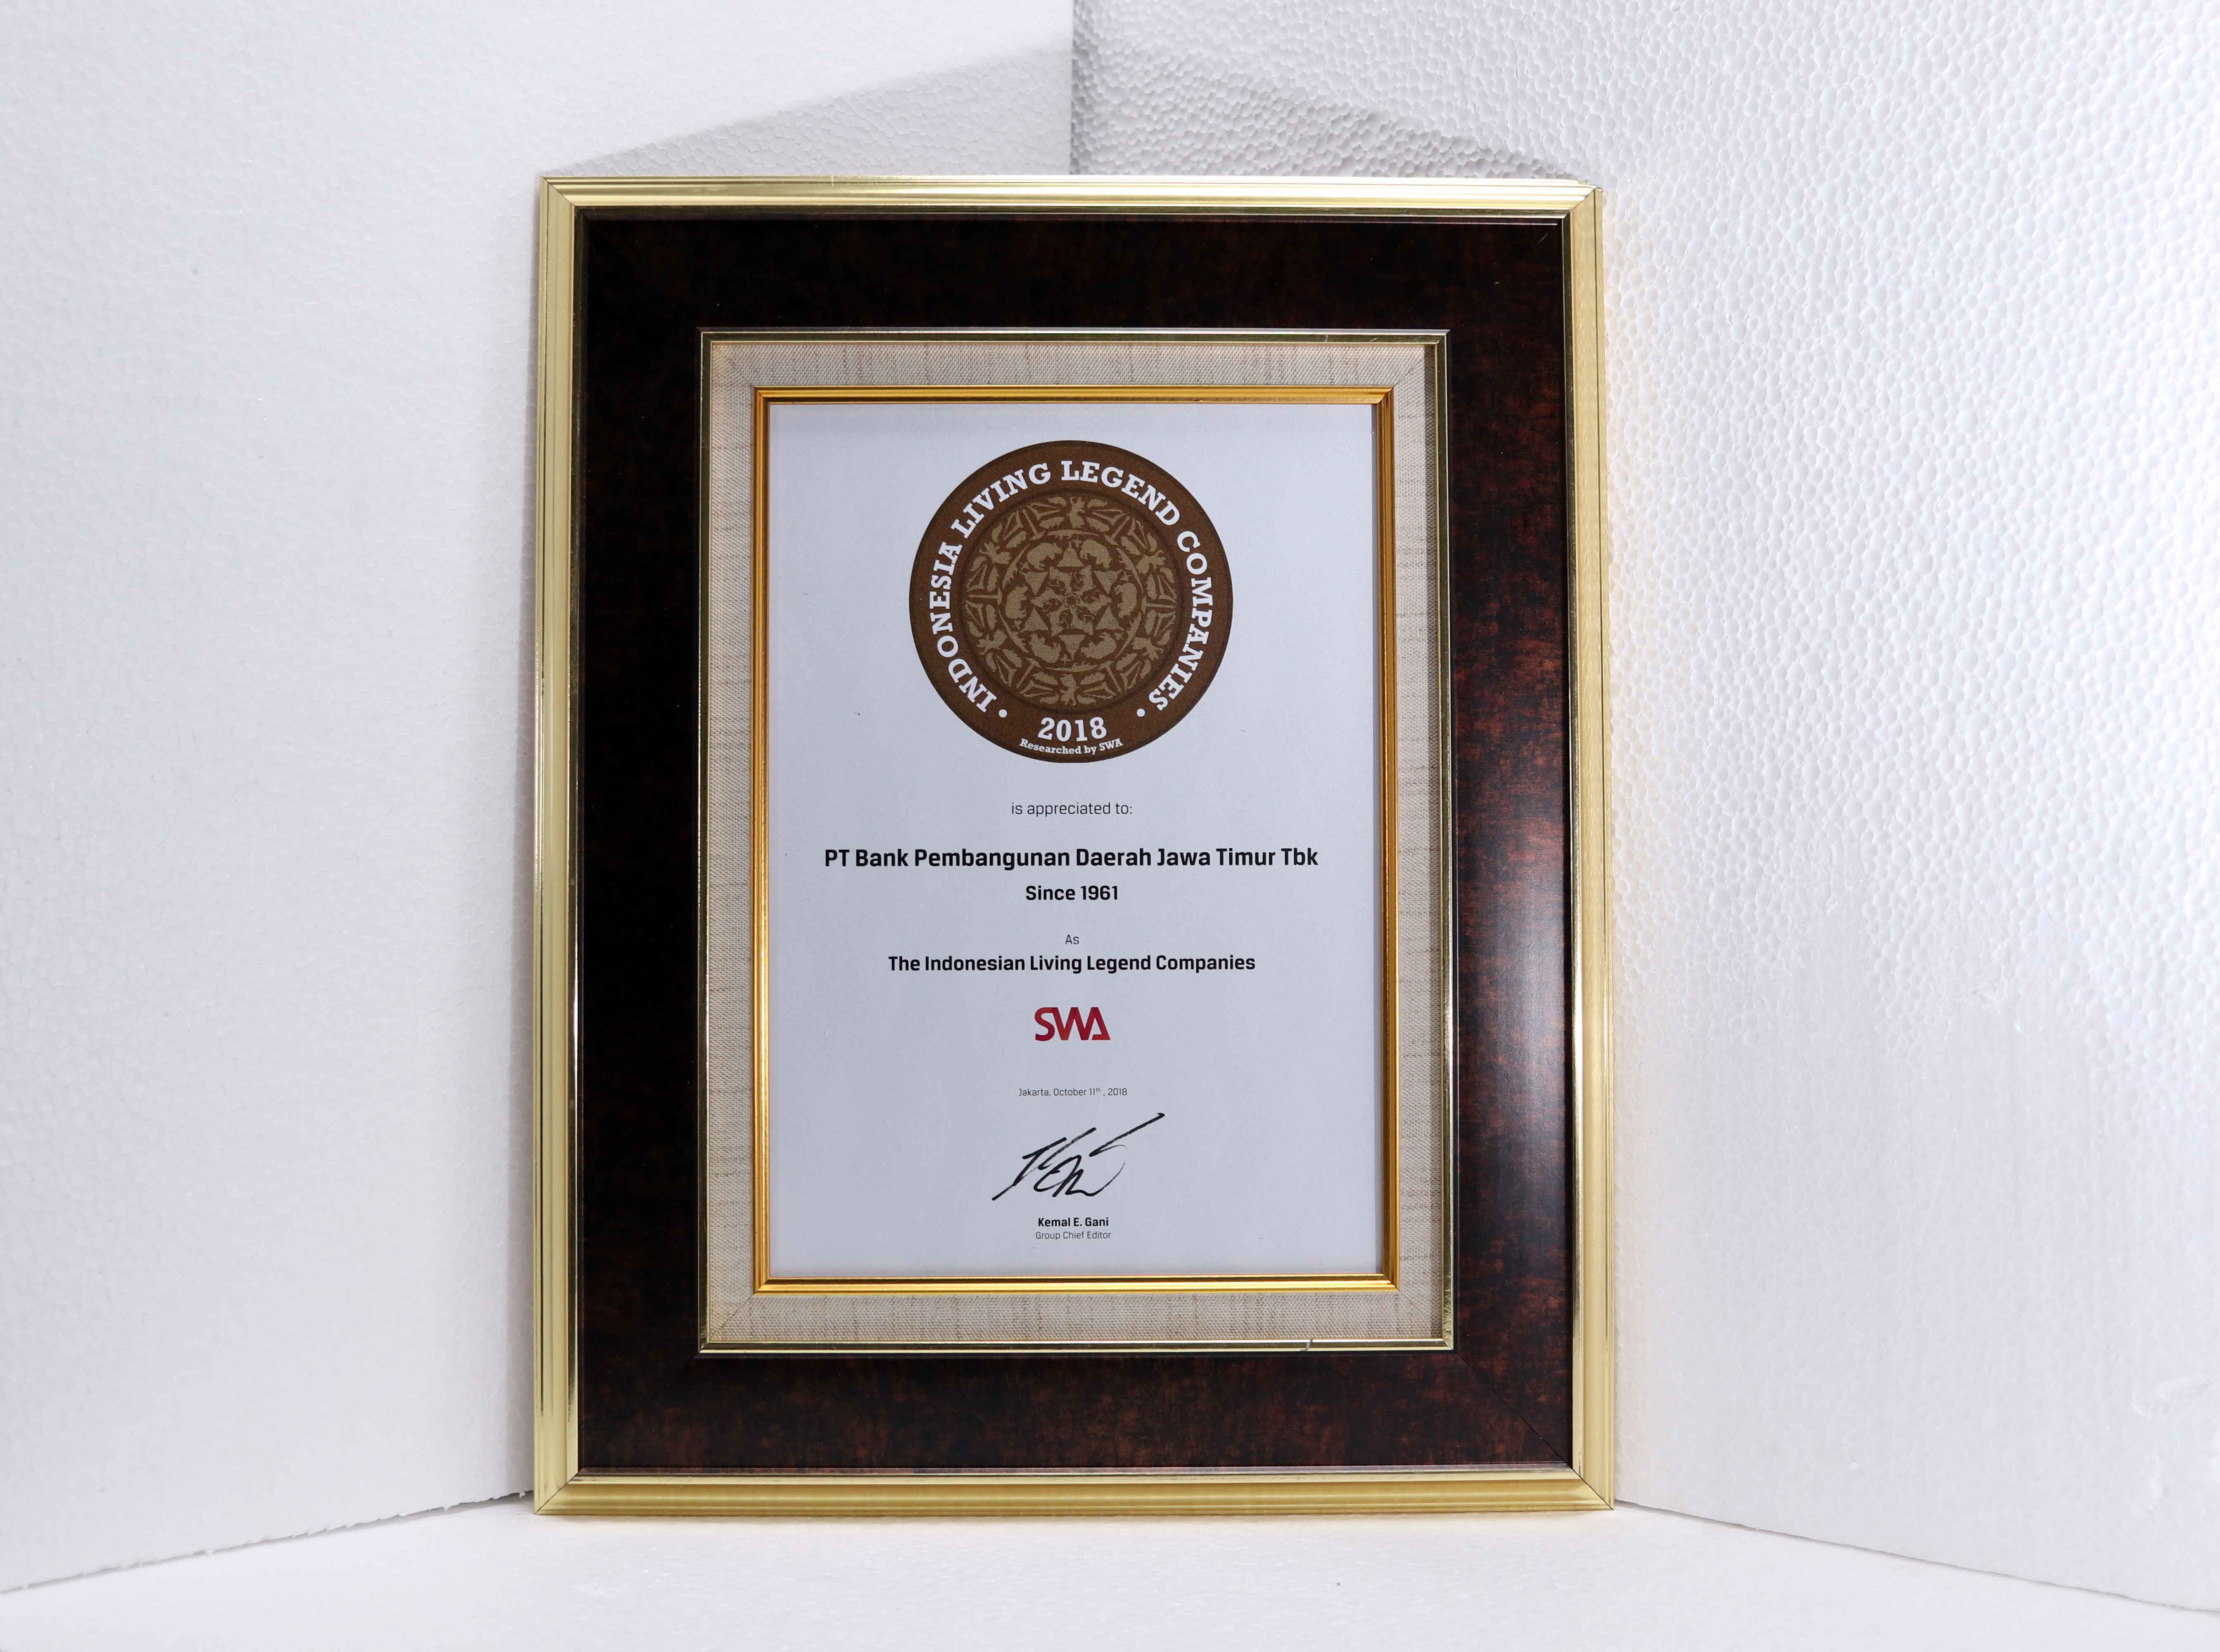 INDONESIA LIVING LEGEND COMPANIES
• 2018 •
Researched by SWA
is appreciated to:
PT Bank Pembangunan Daerah Jawa Timur Tbk
Since 1961
As
The Indonesian Living Legend Companies
SWA
Jakarta, October 11th , 2018
Kemal E. Gani
Group Chief Editor